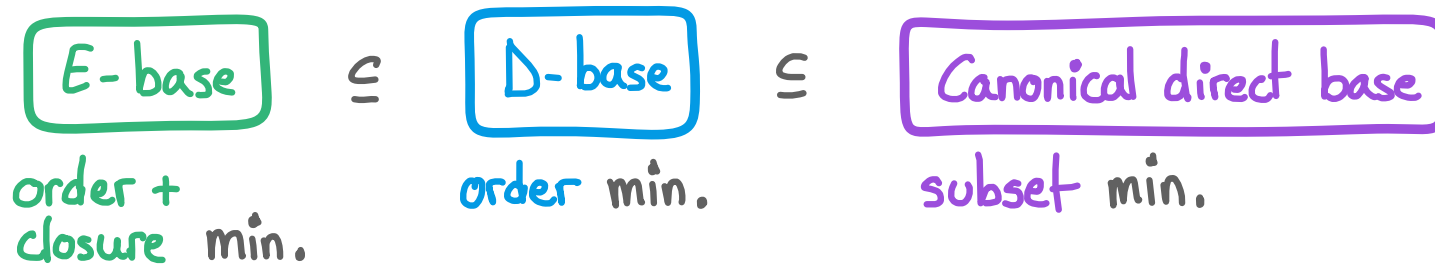 E-base ⊆ D-base ⊆ Canonical direct base
order + order min. subset min.
closure min.